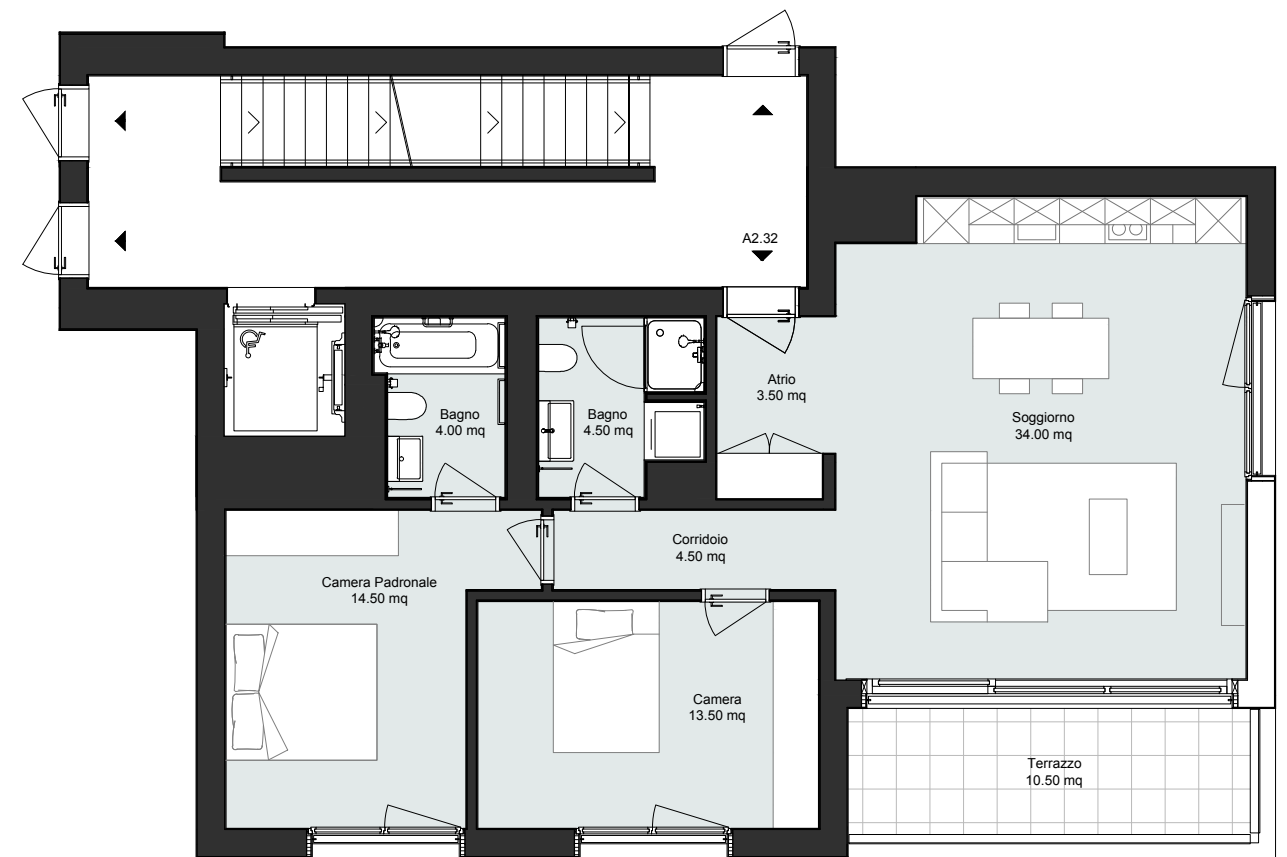 A2.32
Atrio
3.50 mq
Soggiorno
34.00 mq
Bagno
4.00 mq
Bagno
4.50 mq
Corridoio
4.50 mq
Camera Padronale
14.50 mq
Camera
13.50 mq
Terrazzo
10.50 mq